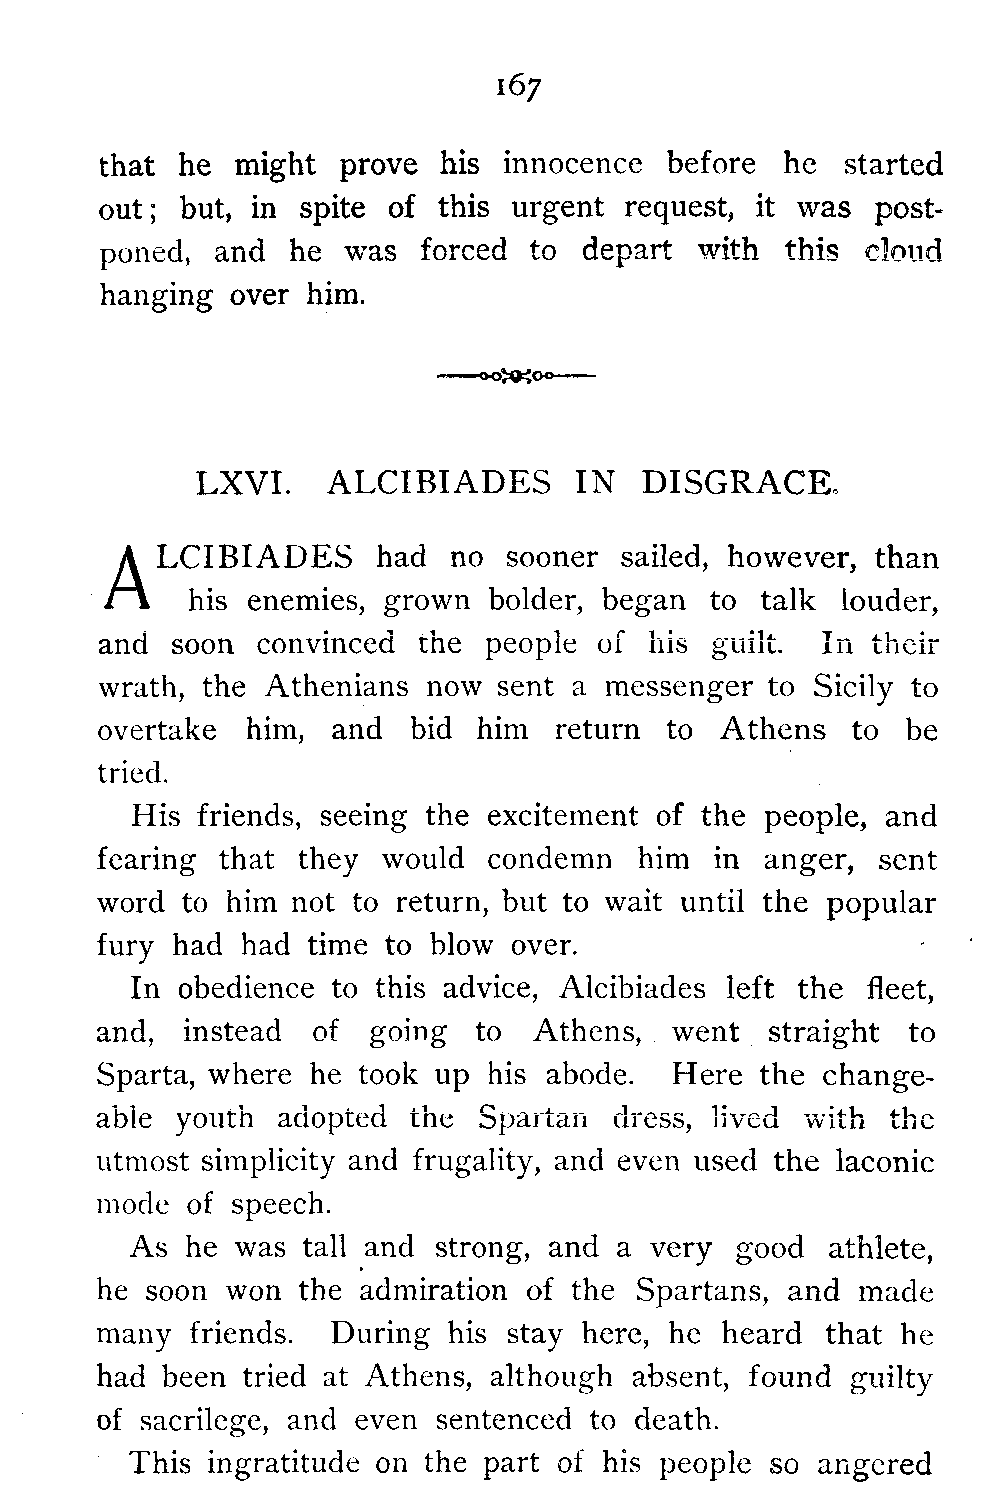 167
that he might prove his innocence before he started
out; but, in spite of this urgent request, it was post-
poned, and he was forced to depart with this cloud
hanging over him.
LXVI. ALCIBIADES IN DISGRACE.
ALCIBIADES had no sooner sailed, however, than
his enemies, grown bolder, began to talk louder,
and soon convinced the people of his guilt. In their
wrath, the Athenians now sent a messenger to Sicily to
overtake him, and bid him return to Athens to be
tried.
His friends, seeing the excitement of the people, and
fearing that they would condemn him in anger, sent
word to him not to return, but to wait until the popular
fury had had time to blow over.
In obedience to this advice, Alcibiades left the fleet,
and, instead of going to Athens, went straight to
Sparta, where he took up his abode. Here the change-
able youth adopted the Spartan dress, lived with the
utmost simplicity and frugality, and even used the laconic
mode of speech.
As he was tall and strong, and a very good athlete,
he soon won the admiration of the Spartans, and made
many friends. During his stay here, he heard that he
had been tried at Athens, although absent, found guilty
of sacrilege, and even sentenced to death.
This ingratitude on the part of his people so angered